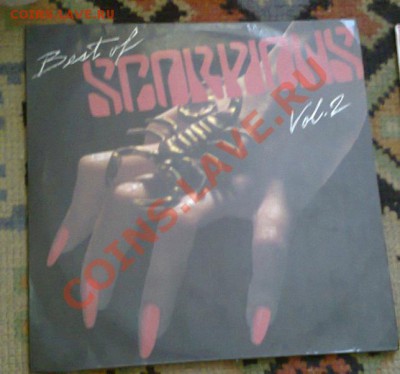 COINS.LAVE.RU
Best of
SCORPIONS
Vol.2
COINS.LAVE.RU